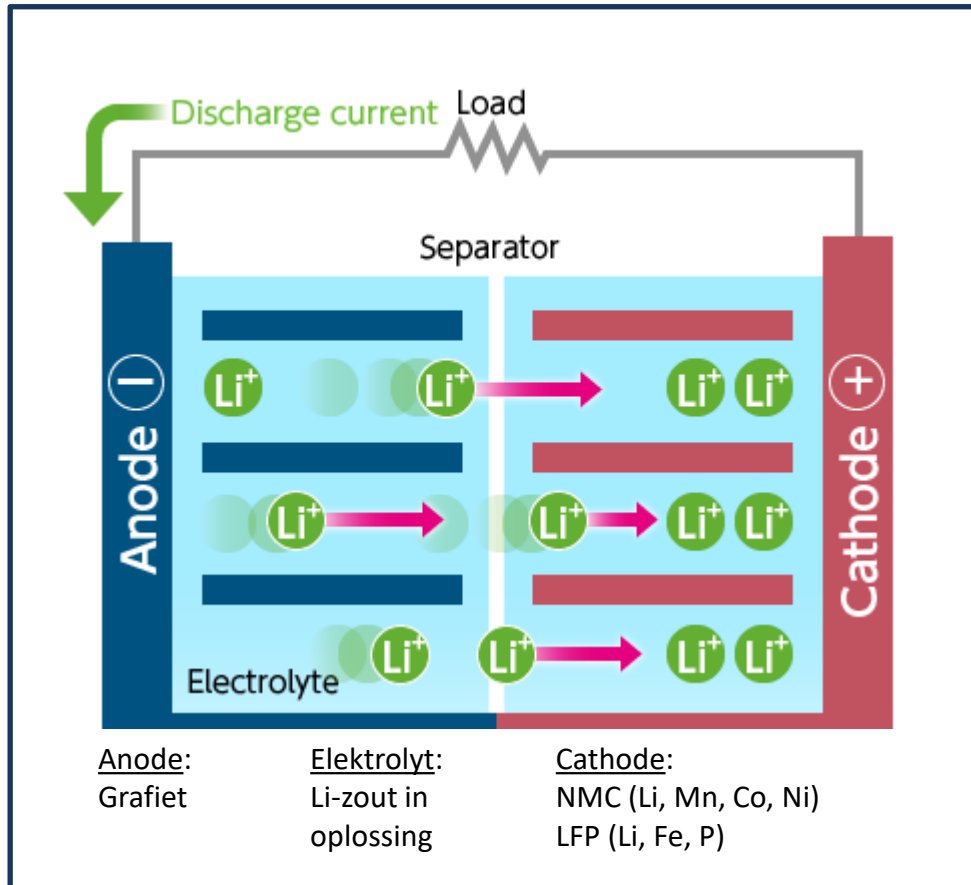 Discharge current
Load
Separator
Anode −
Li⁺ Li⁺ Li⁺ Li⁺
Li⁺ Li⁺ Li⁺ Li⁺
Li⁺ Li⁺ Li⁺ Li⁺
Electrolyte
Cathode +
Anode:
Grafiet
Elektrolyt:
Li-zout in
oplossing
Cathode:
NMC (Li, Mn, Co, Ni)
LFP (Li, Fe, P)